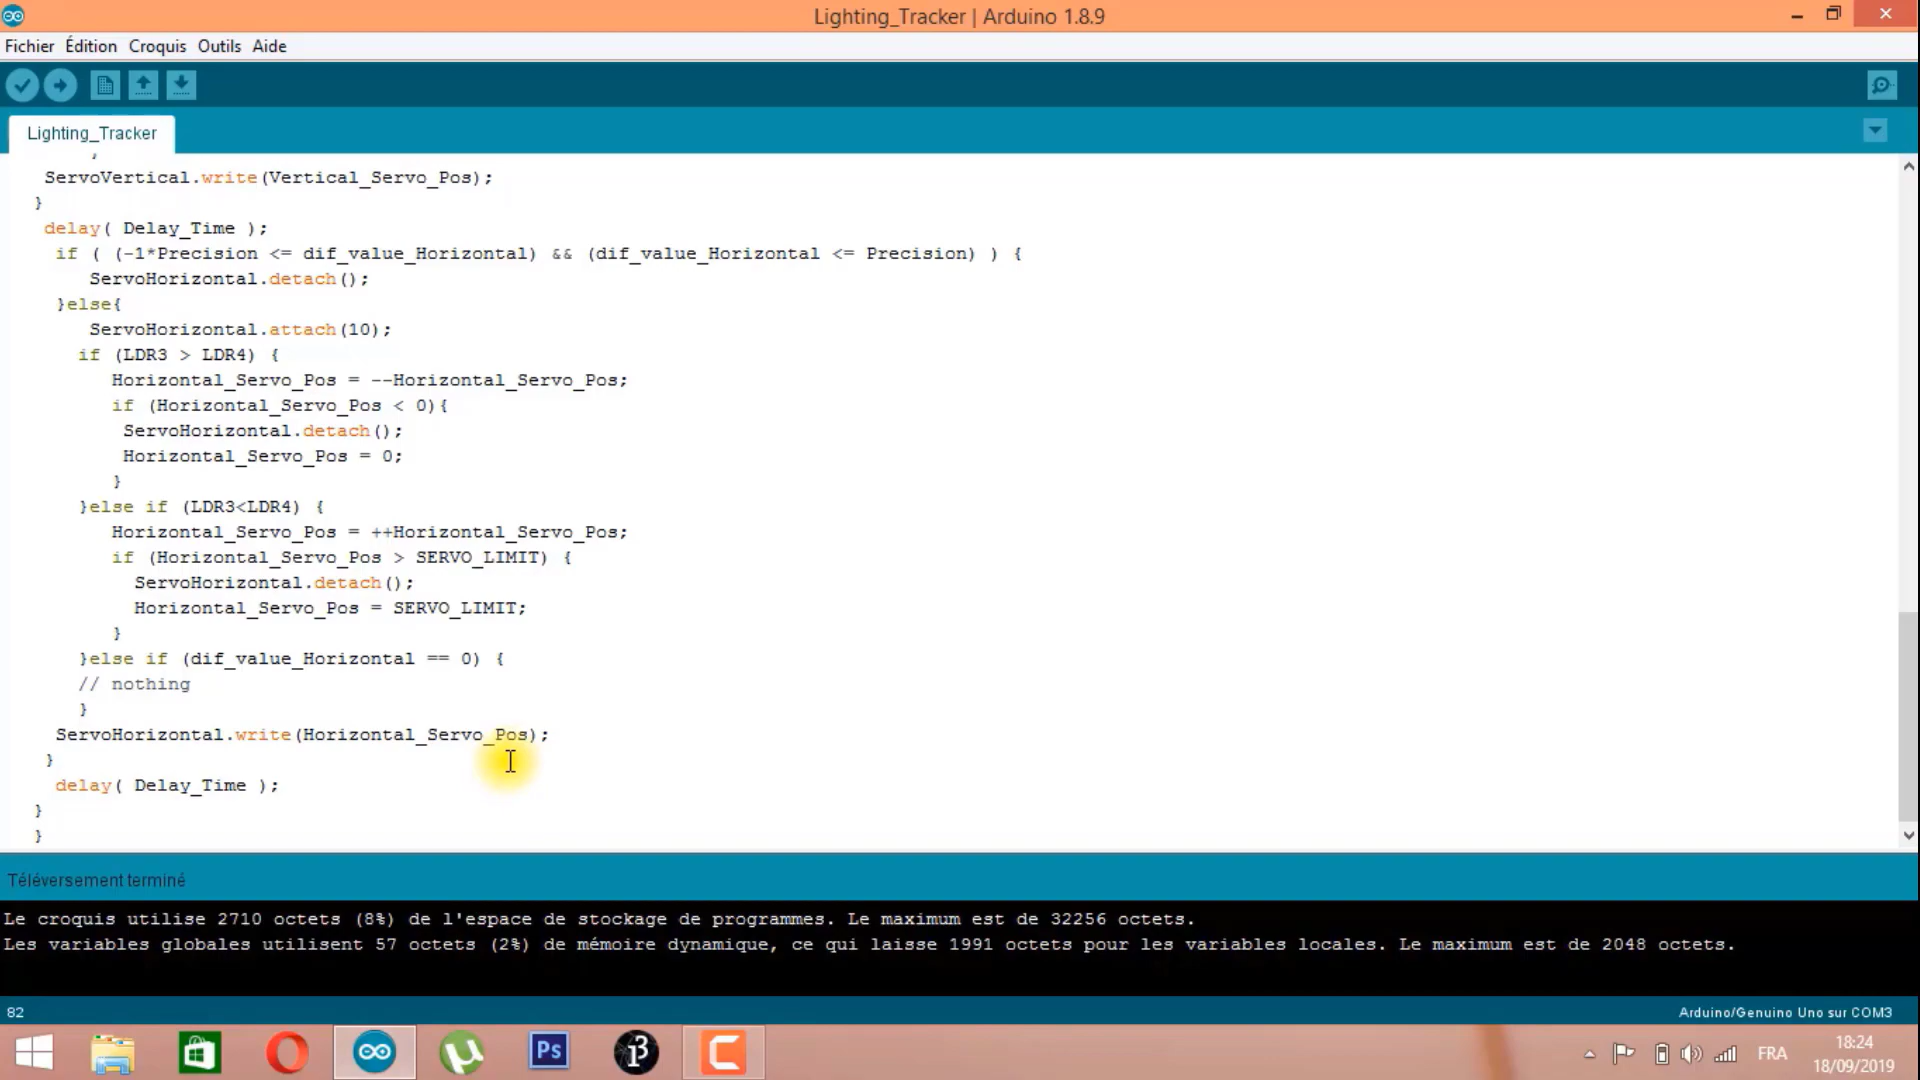 Lighting_Tracker | Arduino 1.8.9
Fichier Édition Croquis Outils Aide
Lighting_Tracker
}
ServoVertical.write(Vertical_Servo_Pos);
}
delay( Delay_Time );
if ( (-1*Precision <= dif_value_Horizontal) && (dif_value_Horizontal <= Precision) ) {
ServoHorizontal.detach();
}else{
ServoHorizontal.attach(10);
if (LDR3 > LDR4) {
Horizontal_Servo_Pos = --Horizontal_Servo_Pos;
if (Horizontal_Servo_Pos < 0){
ServoHorizontal.detach();
Horizontal_Servo_Pos = 0;
}
}else if (LDR3<LDR4) {
Horizontal_Servo_Pos = ++Horizontal_Servo_Pos;
if (Horizontal_Servo_Pos > SERVO_LIMIT) {
ServoHorizontal.detach();
Horizontal_Servo_Pos = SERVO_LIMIT;
}
}else if (dif_value_Horizontal == 0) {
// nothing
}
ServoHorizontal.write(Horizontal_Servo_Pos);
}
delay( Delay_Time );
}
}
Téléversement terminé
Le croquis utilise 2710 octets (8%) de l'espace de stockage de programmes. Le maximum est de 32256 octets.
Les variables globales utilisent 57 octets (2%) de mémoire dynamique, ce qui laisse 1991 octets pour les variables locales. Le maximum est de 2048 octets.
82
Arduino/Genuino Uno sur COM3
Ps
i3
FRA
18:24
18/09/2019